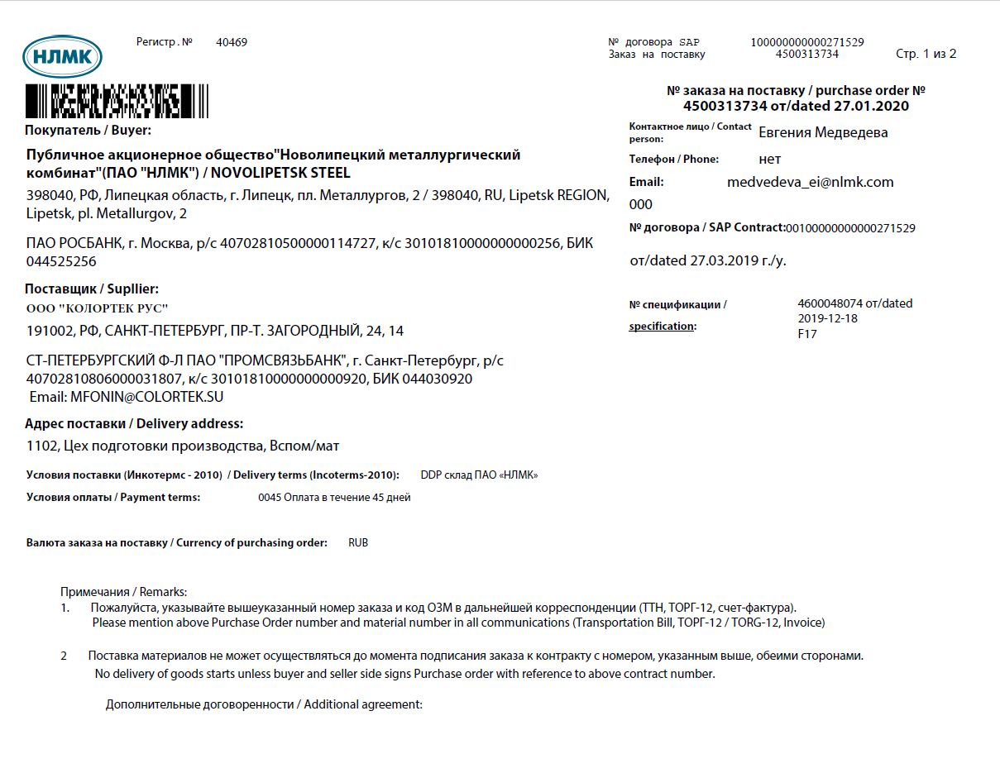 НЛМК
Регистр. № 40469
№ договора SAP 100000000000271529
Заказ на поставку 4500313734
Стр. 1 из 2
№ заказа на поставку / purchase order №
4500313734 от/dated 27.01.2020
Покупатель / Buyer:
Публичное акционерное общество"Новолипецкий металлургический
комбинат"(ПАО "НЛМК") / NOVOLIPETSK STEEL
398040, РФ, Липецкая область, г. Липецк, пл. Металлургов, 2 / 398040, RU, Lipetsk REGION,
Lipetsk, pl. Metallurgov, 2
ПАО РОСБАНК, г. Москва, р/с 40702810500000114727, к/с 30101810000000000256, БИК
044525256
Контактное лицо / Contact
person: Евгения Медведева
Телефон / Phone: нет
Email: medvedeva_ei@nlmk.com
000
№ договора / SAP Contract:00100000000000271529
от/dated 27.03.2019 г./y.
№ спецификации /
specification:
4600048074 от/dated
2019-12-18
F17
Поставщик / Supllier:
ООО "КОЛОРТЕК РУС"
191002, РФ, САНКТ-ПЕТЕРБУРГ, ПР-Т. ЗАГОРОДНЫЙ, 24, 14
СТ-ПЕТЕРБУРГСКИЙ Ф-Л ПАО "ПРОМСВЯЗЬБАНК", г. Санкт-Петербург, р/с
40702810806000031807, к/с 30101810000000000920, БИК 044030920
Email: MFONIN@COLORTEK.SU
Адрес поставки / Delivery address:
1102, Цех подготовки производства, Вспом/мат
Условия поставки (Инкотермс - 2010) / Delivery terms (Incoterms-2010): DDP склад ПАО «НЛМК»
Условия оплаты / Payment terms: 0045 Оплата в течение 45 дней
Валюта заказа на поставку / Currency of purchasing order: RUB
Примечания / Remarks:
1. Пожалуйста, указывайте вышеуказанный номер заказа и код ОЗМ в дальнейшей корреспонденции (ТТН, ТОРГ-12, счет-фактура).
Please mention above Purchase Order number and material number in all communications (Transportation Bill, ТОРГ-12 / TORG-12, Invoice)
2 Поставка материалов не может осуществляться до момента подписания заказа к контракту с номером, указанным выше, обеими сторонами.
No delivery of goods starts unless buyer and seller side signs Purchase order with reference to above contract number.
Дополнительные договоренности / Additional agreement: